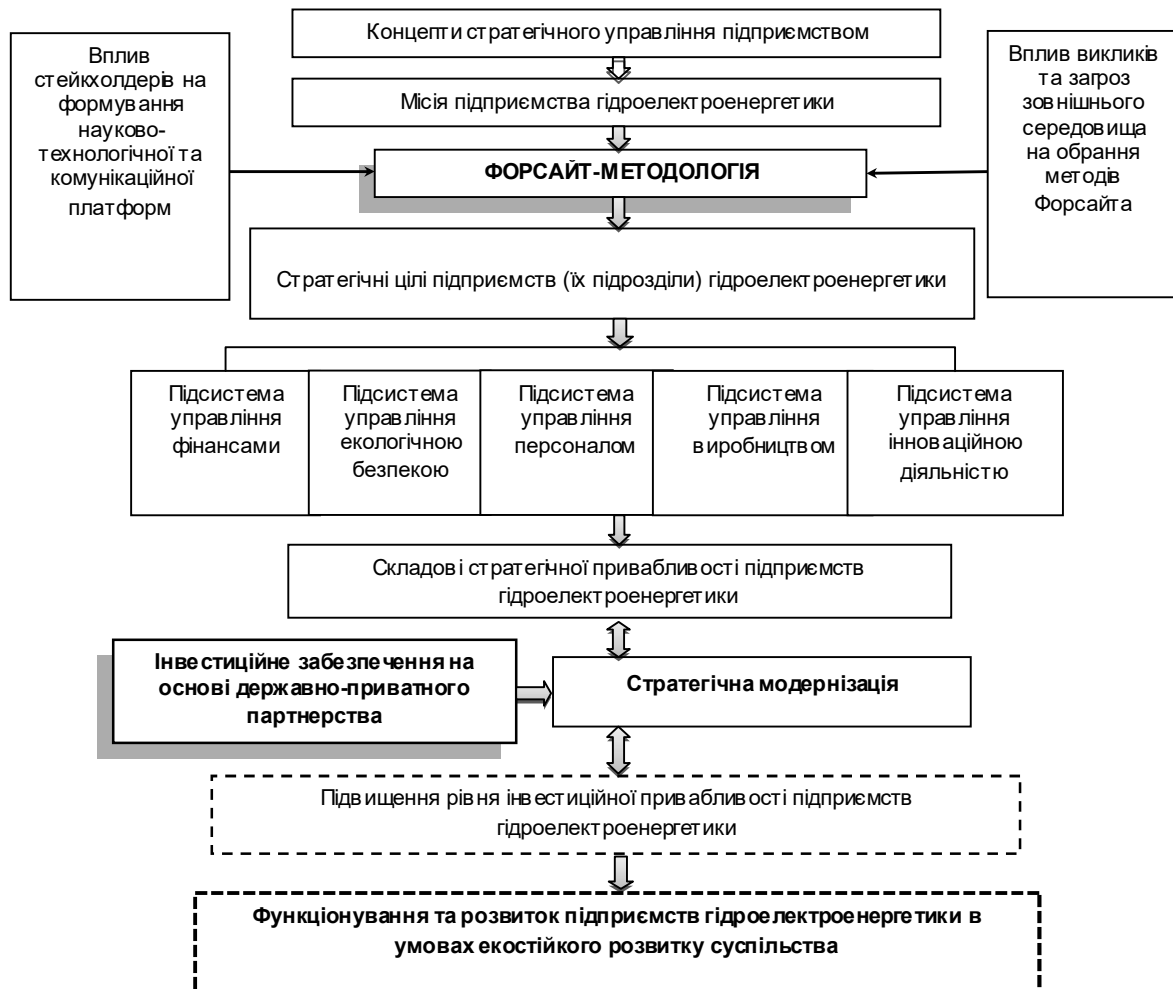 Концепти стратегічного управління підприємством
Вплив
стейкхолдерів на
формування
науково-
технологічної та
комунікаційної
платформ
Місія підприємства гідроелектроенергетики
ФОРСАЙТ-МЕТОДОЛОГІЯ
Вплив викликів
та загроз
зовнішнього
середовища
на обрання
методів
Форсайта
Стратегічні цілі підприємств (їх підрозділи) гідроелектроенергетики
Підсистема
управління
фінансами
Підсистема
управління
екологічною
безпекою
Підсистема
управління
персоналом
Підсистема
управління
виробництвом
Підсистема
управління
інноваційною
діяльністю
Складові стратегічної привабливості підприємств
гідроелектроенергетики
Інвестиційне забезпечення на
основі державно-приватного
партнерства
Стратегічна модернізація
Підвищення рівня інвестиційної привабливості підприємств
гідроелектроенергетики
Функціонування та розвиток підприємств гідроелектроенергетики в
умовах екостійкого розвитку суспільства